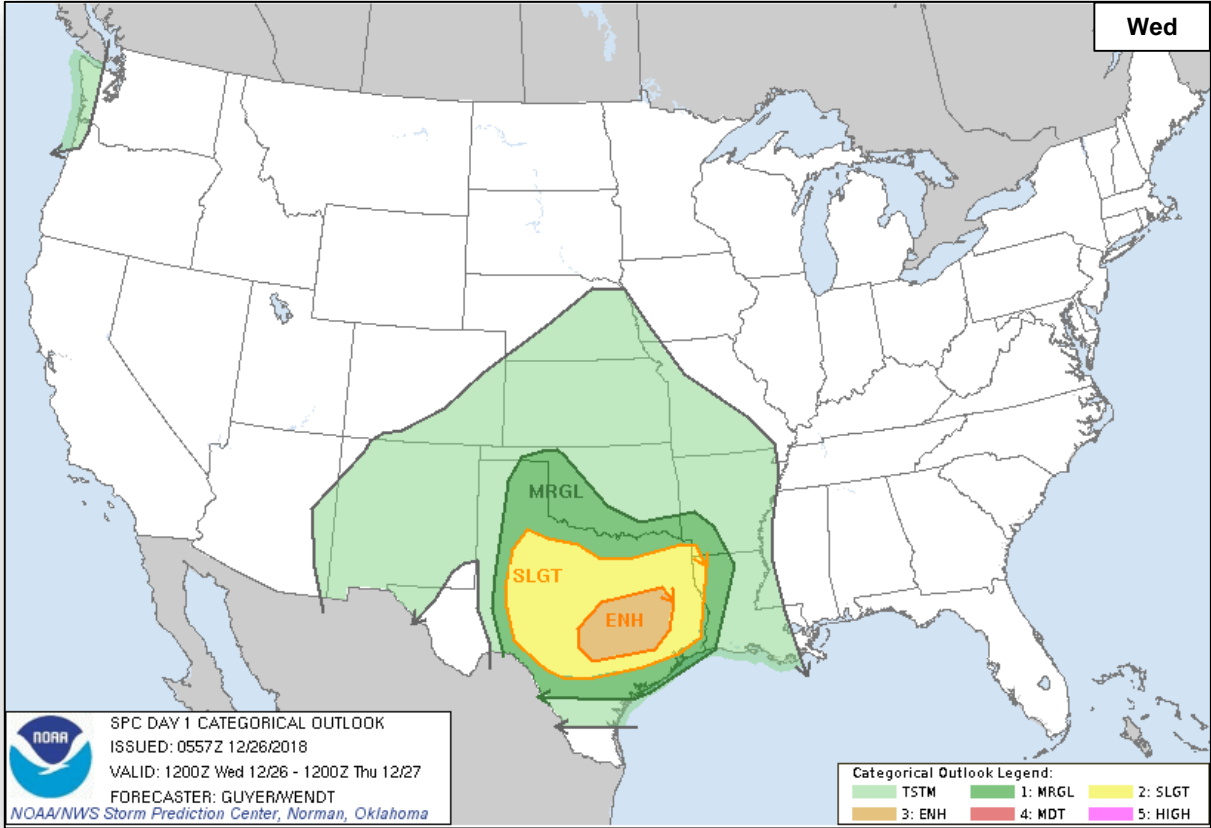 Wed
MRGL
SLGT
ENH
NOAA
SPC DAY 1 CATEGORICAL OUTLOOK
ISSUED: 0557Z 12/26/2018
VALID: 1200Z Wed 12/26 - 1200Z Thu 12/27
FORECASTER: GUYER/WENDT
NOAA/NWS Storm Prediction Center, Norman, Oklahoma
Categorical Outlook Legend:
TSTM 1: MRGL 2: SLGT
3: ENH 4: MDT 5: HIGH